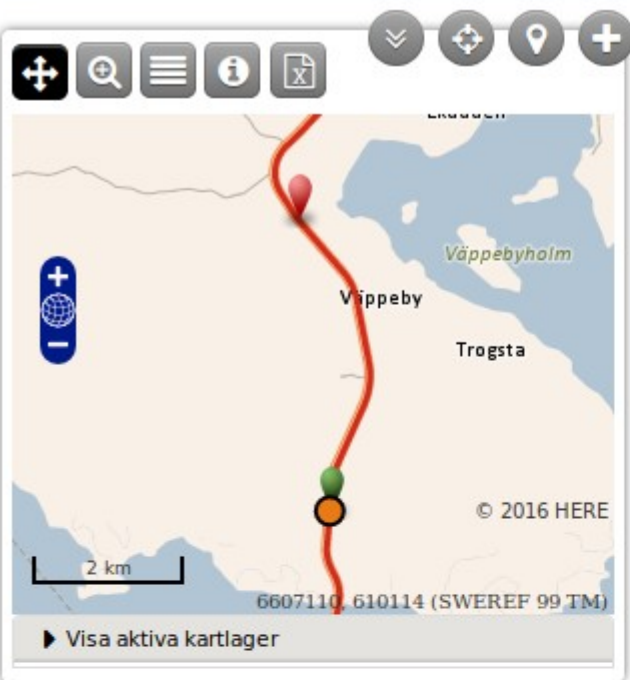 Väppebyholm
Väppeby
Trogsta
© 2016 HERE
2 km
6607110, 610114 (SWEREF 99 TM)
Visa aktiva kartlager